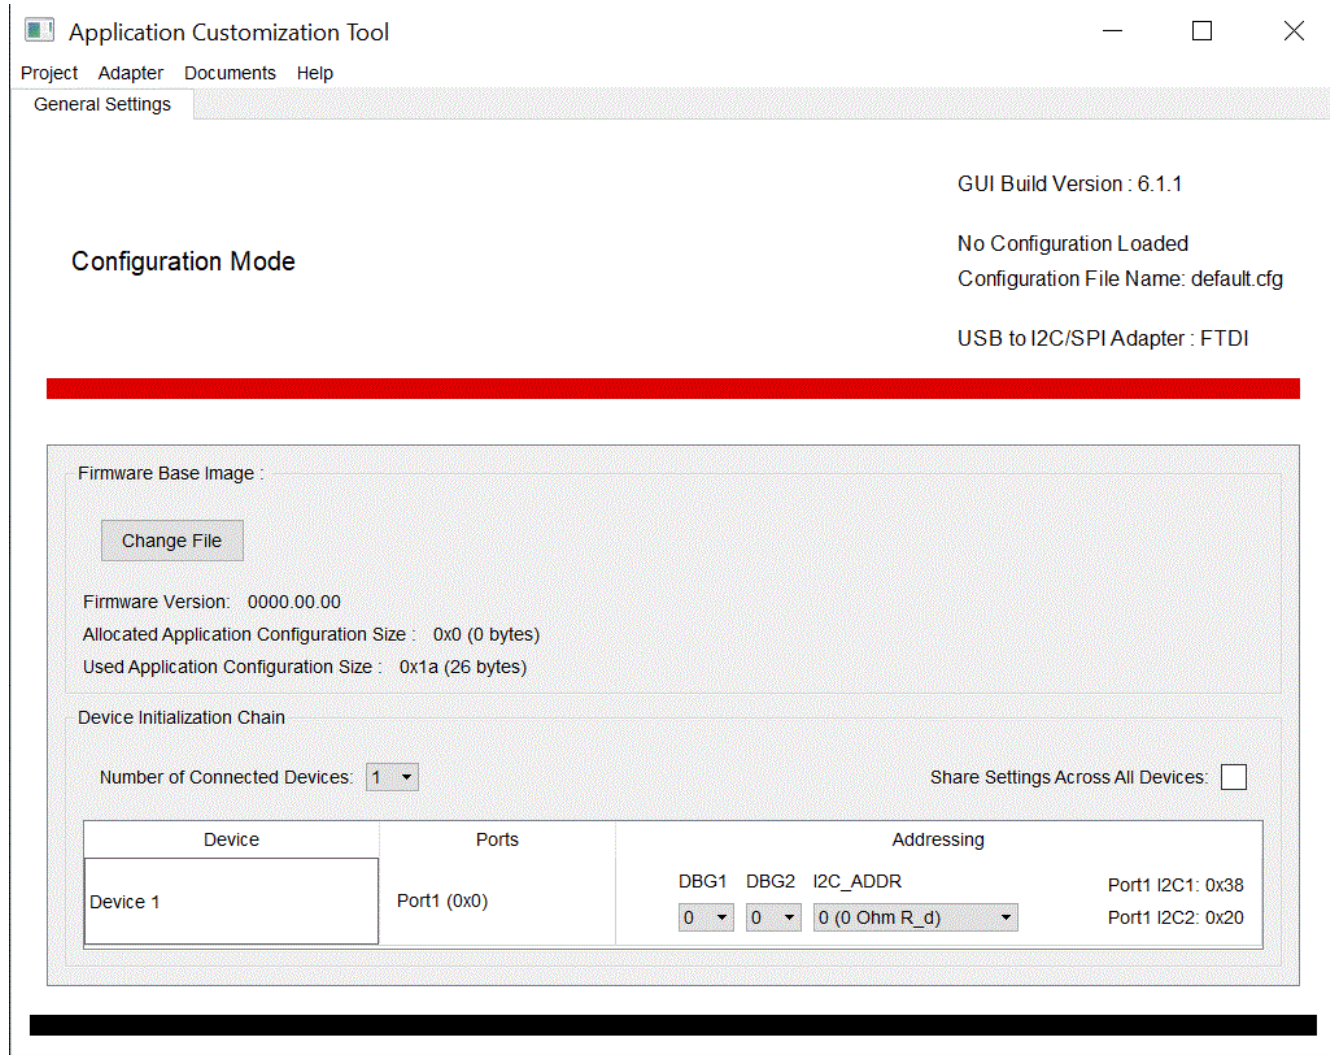 Application Customization Tool
Project Adapter Documents Help
General Settings
GUI Build Version : 6.1.1
No Configuration Loaded
Configuration Mode
Configuration File Name: default.cfg
USB to I2C/SPI Adapter : FTDI
Firmware Base Image :
Change File
Firmware Version: 0000.00.00
Allocated Application Configuration Size : 0x0 (0 bytes)
Used Application Configuration Size : 0x1a (26 bytes)
Device Initialization Chain
Number of Connected Devices: 1 Share Settings Across All Devices:
Device Ports Addressing
DBG1 DBG2 I2C_ADDR Port1 I2C1: 0x38
Device 1 Port1 (0x0)
0 0 0 (0 Ohm R_d) Port1 I2C2: 0x20